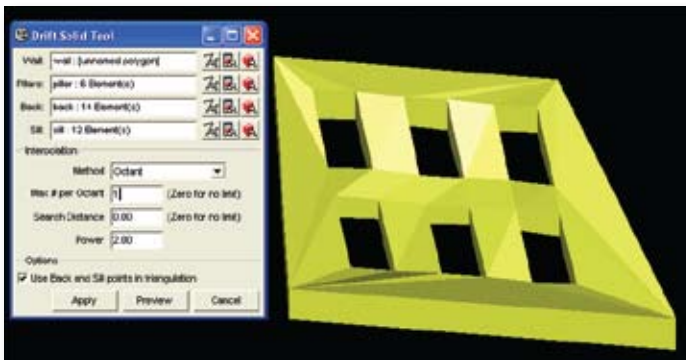 Drift Solid Tool
Wall: wall : [unnamed polygon]
Pillars: pillar : 6 Element(s)
Back: back : 11 Element(s)
Sill: sill : 12 Element(s)
Interpolation
Method Octant
Max # per Octant 1 (Zero for no limit)
Search Distance 0.00 (Zero for no limit)
Power 2.00
Options
Use Back and Sill points in triangulation
Apply Preview Cancel